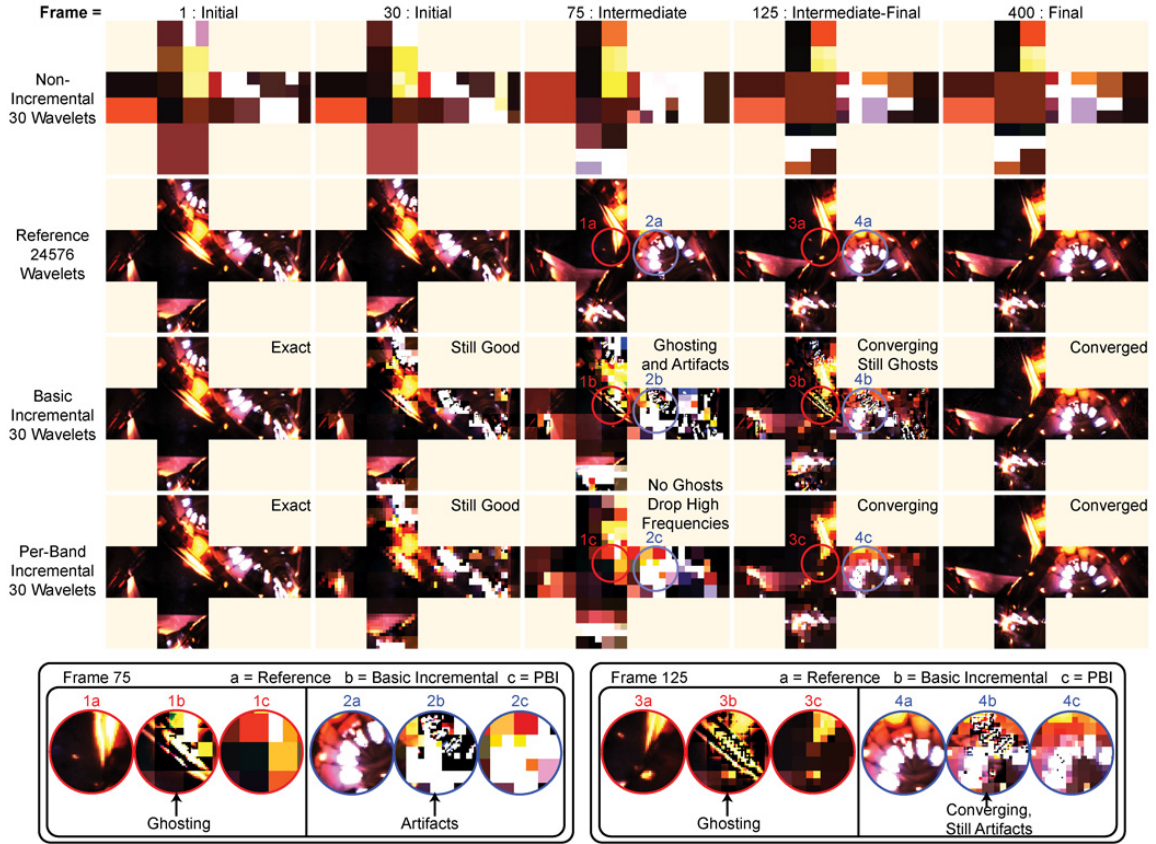 Frame = 1 : Initial 30 : Initial 75 : Intermediate 125 : Intermediate-Final 400 : Final
Non-
Incremental
30 Wavelets
Reference
24576
Wavelets
1a 2a 3a 4a
Basic
Incremental
30 Wavelets
Exact Still Good Ghosting Converging Converged
and Artifacts Still Ghosts
1b 2b 3b 4b
Per-Band
Incremental
30 Wavelets
Exact Still Good No Ghosts Converging Converged
Drop High
Frequencies
1c 2c 3c 4c
Frame 75 a = Reference b = Basic Incremental c = PBI
1a 1b 1c 2a 2b 2c
Ghosting Artifacts
Frame 125 a = Reference b = Basic Incremental c = PBI
3a 3b 3c 4a 4b 4c
Ghosting Converging,
Still Artifacts